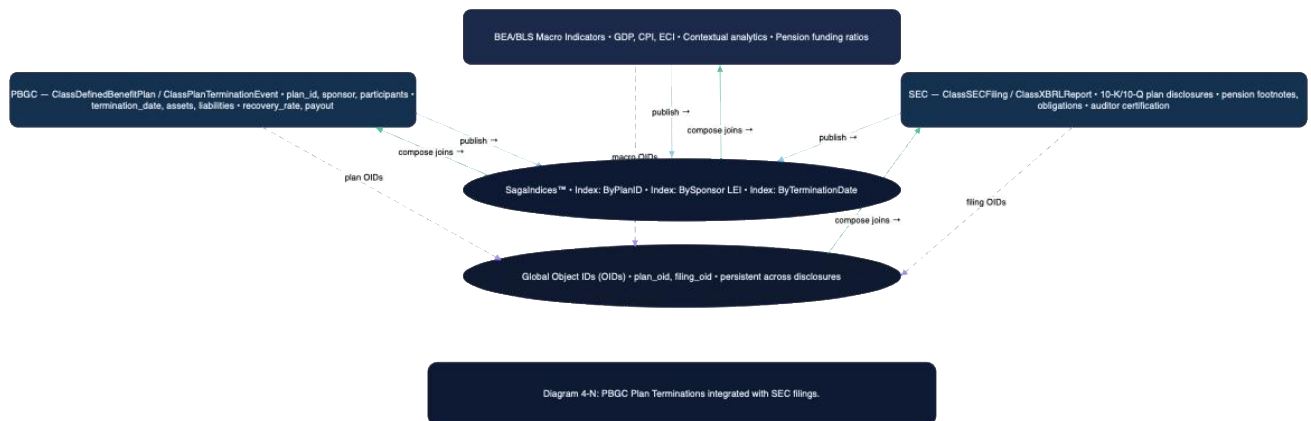 BEA/BLS Macro Indicators • GDP, CPI, ECI • Contextual analytics • Pension funding ratios
PBGC — ClassDefinedBenefitPlan / ClassPlanTerminationEvent • plan_id, sponsor, participants •
termination_date, assets, liabilities • recovery_rate, payout
SEC — ClassSECFiling / ClassXBRLReport • 10-K/10-Q plan disclosures • pension footnotes,
obligations • auditor certification
publish →
compose joins →
publish →
publish →
compose joins →
macro OIDs
plan OIDs
SagaIndices™ • Index: ByPlanID • Index: BySponsor LEI • Index: ByTerminationDate
filing OIDs
compose joins →
Global Object IDs (OIDs) • plan_oid, filing_oid • persistent across disclosures
Diagram 4-N: PBGC Plan Terminations integrated with SEC filings.